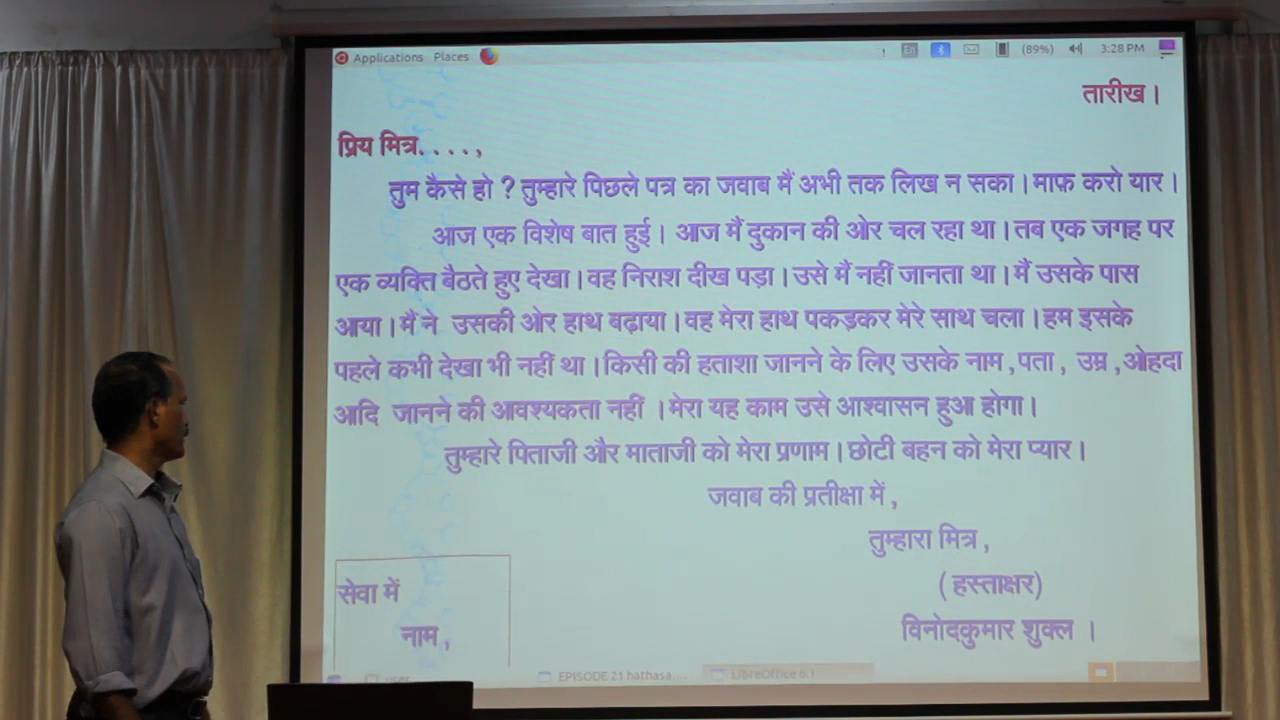 Applications Places En (89%) 3:28 PM
तारीख।
प्रिय मित्र. . . . ,
तुम कैसे हो ? तुम्हारे पिछले पत्र का जवाब मैं अभी तक लिख न सका।माफ़ करो यार।
आज एक विशेष बात हुई। आज मैं दुकान की ओर चल रहा था।तब एक जगह पर
एक व्यक्ति बैठते हुए देखा।वह निराश दीख पड़ा।उसे मैं नहीं जानता था।मैं उसके पास
आया।मैं ने उसकी ओर हाथ बढ़ाया।वह मेरा हाथ पकड़कर मेरे साथ चला।हम इसके
पहले कभी देखा भी नहीं था।किसी की हताशा जानने के लिए उसके नाम ,पता , उम्र ,ओहदा
आदि जानने की आवश्यकता नहीं ।मेरा यह काम उसे आश्वासन हुआ होगा।
तुम्हारे पिताजी और माताजी को मेरा प्रणाम।छोटी बहन को मेरा प्यार।
जवाब की प्रतीक्षा में ,
तुम्हारा मित्र ,
(हस्ताक्षर)
विनोदकुमार शुक्ल ।
सेवा में
नाम ,
user EPISODE 21 hathasa.... LibreOffice 6.1